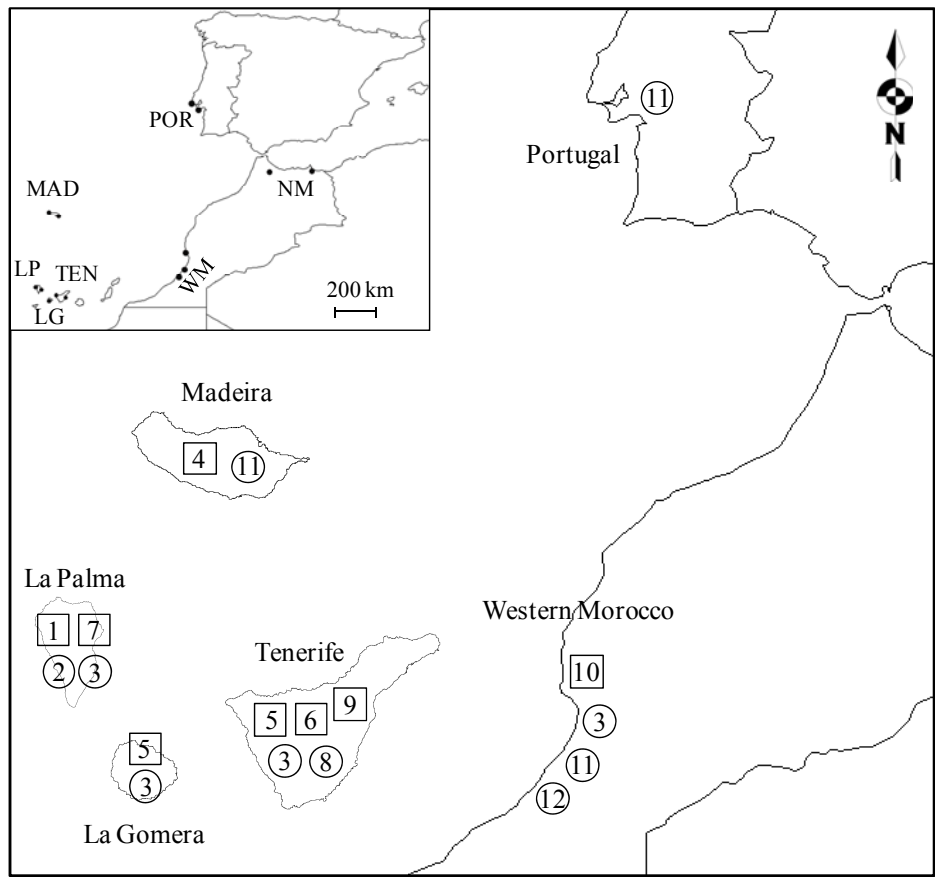 11
POR
Portugal
N
NM
MAD
WM
LP
TEN
LG
200 km
Madeira
4
11
La Palma
1
7
2
3
Western Morocco
Tenerife
10
9
5
6
3
3
8
11
12
5
3
La Gomera